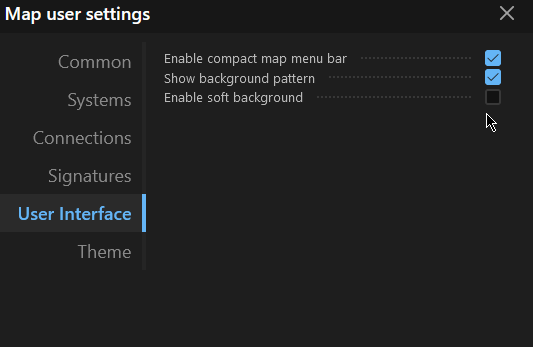 Map user settings
Common
Systems
Connections
Signatures
User Interface
Theme
Enable compact map menu bar
Show background pattern
Enable soft background